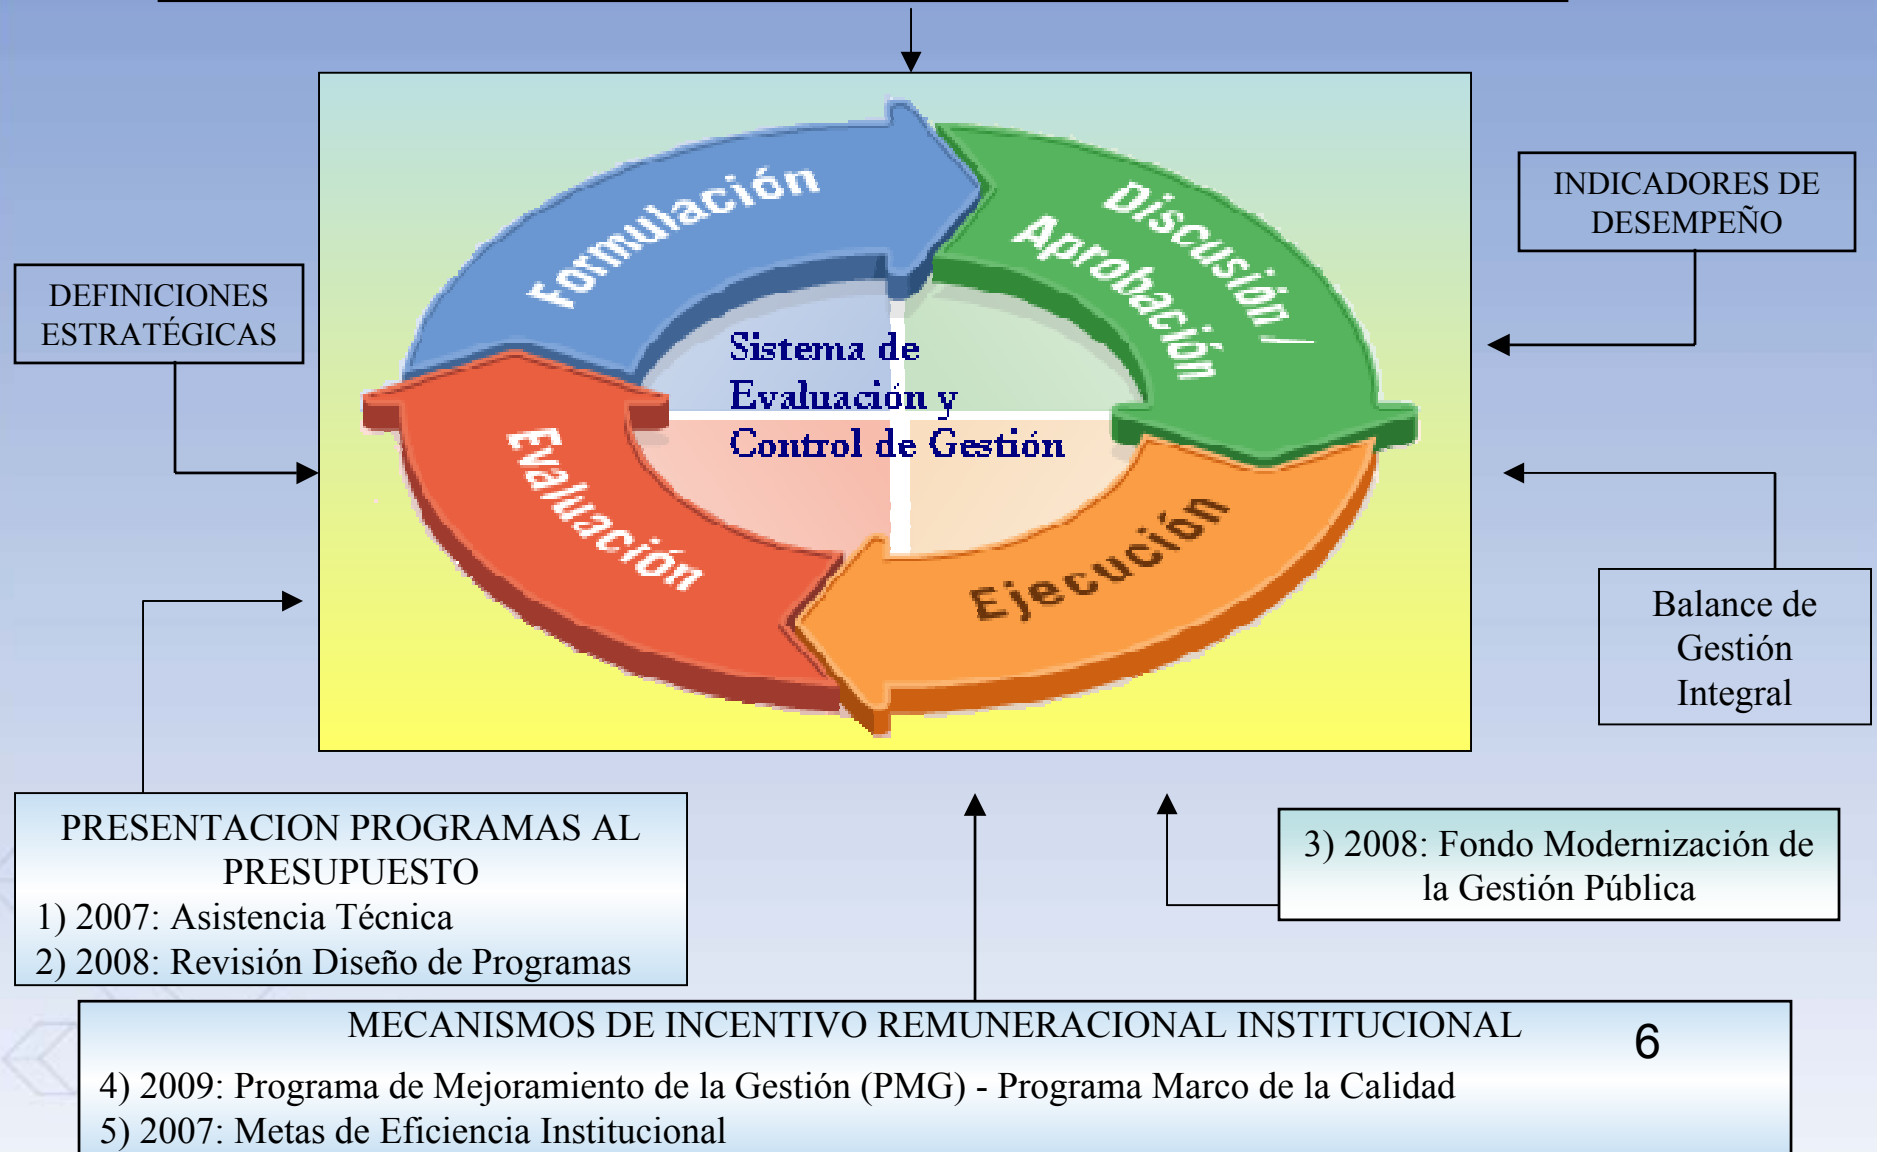 Formulación
Discusión /
Aprobación
INDICADORES DE
DESEMPEÑO
DEFINICIONES
ESTRATÉGICAS
Sistema de
Evaluación y
Control de Gestión
Evaluación
Ejecución
Balance de
Gestión
Integral
PRESENTACION PROGRAMAS AL
PRESUPUESTO
1) 2007: Asistencia Técnica
2) 2008: Revisión Diseño de Programas
3) 2008: Fondo Modernización de
la Gestión Pública
MECANISMOS DE INCENTIVO REMUNERACIONAL INSTITUCIONAL
6
4) 2009: Programa de Mejoramiento de la Gestión (PMG) - Programa Marco de la Calidad
5) 2007: Metas de Eficiencia Institucional